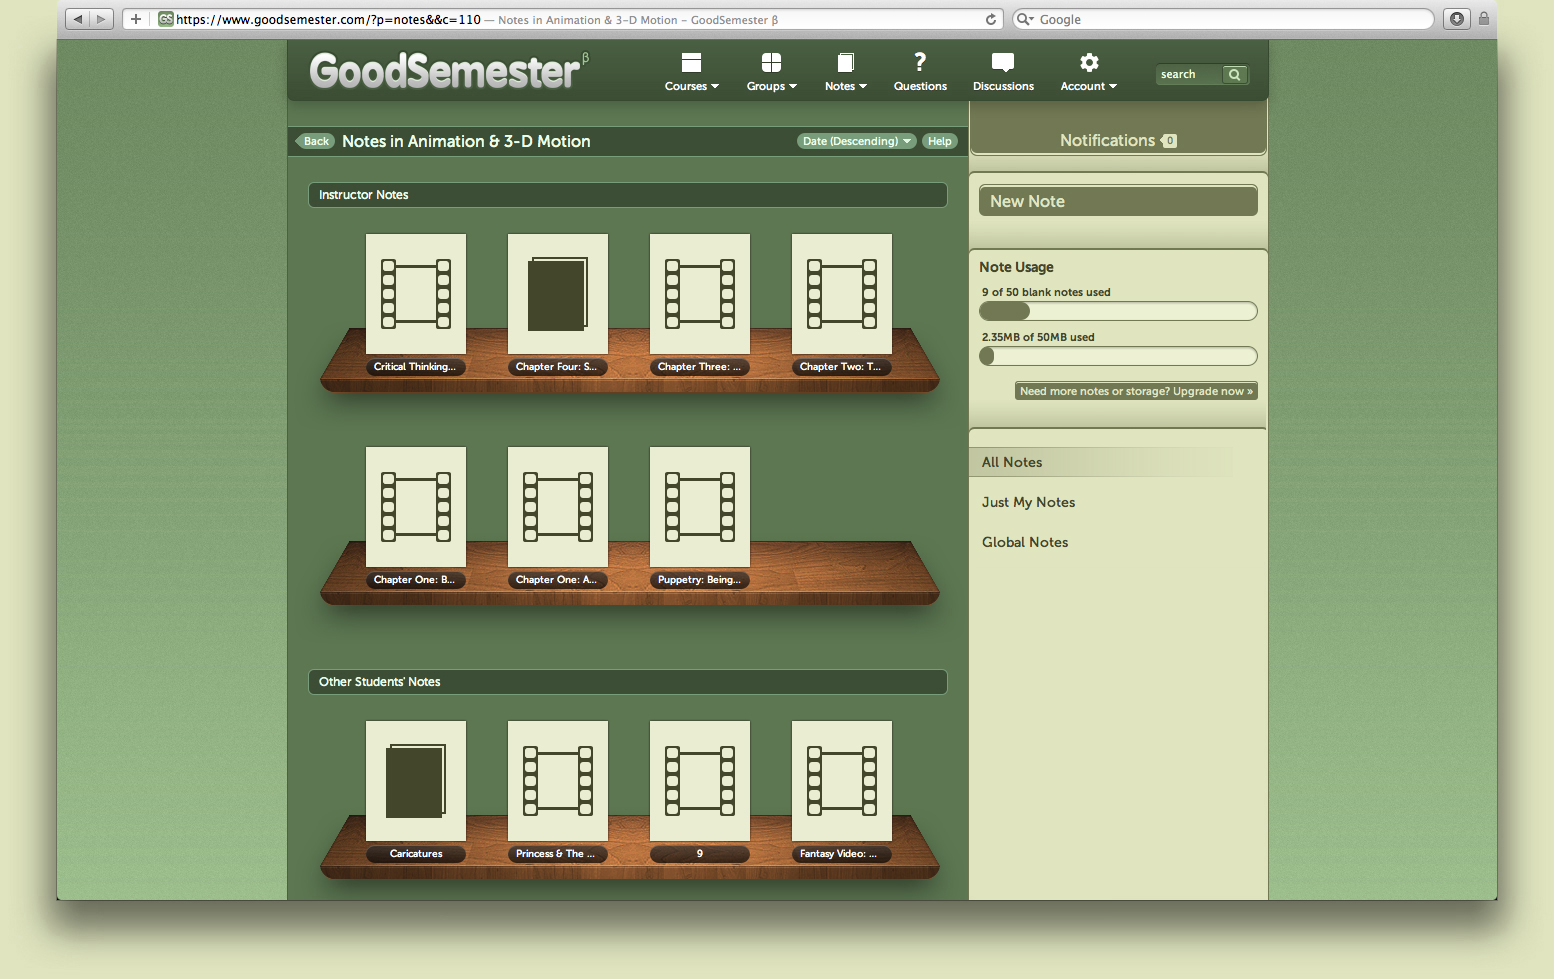 https://www.goodsemester.com/?p=notes&&c=110 — Notes in Animation & 3-D Motion – GoodSemester β
Google
GoodSemester β
Courses
Groups
Notes
Questions
Discussions
Account
search
Back
Notes in Animation & 3-D Motion
Date (Descending)
Help
Notifications 0
Instructor Notes
New Note
Note Usage
9 of 50 blank notes used
2.35MB of 50MB used
Need more notes or storage? Upgrade now »
Critical Thinking...
Chapter Four: S...
Chapter Three: ...
Chapter Two: T...
All Notes
Just My Notes
Global Notes
Chapter One: B...
Chapter One: A...
Puppetry: Being...
Other Students' Notes
Caricatures
Princess & The ...
9
Fantasy Video: ...